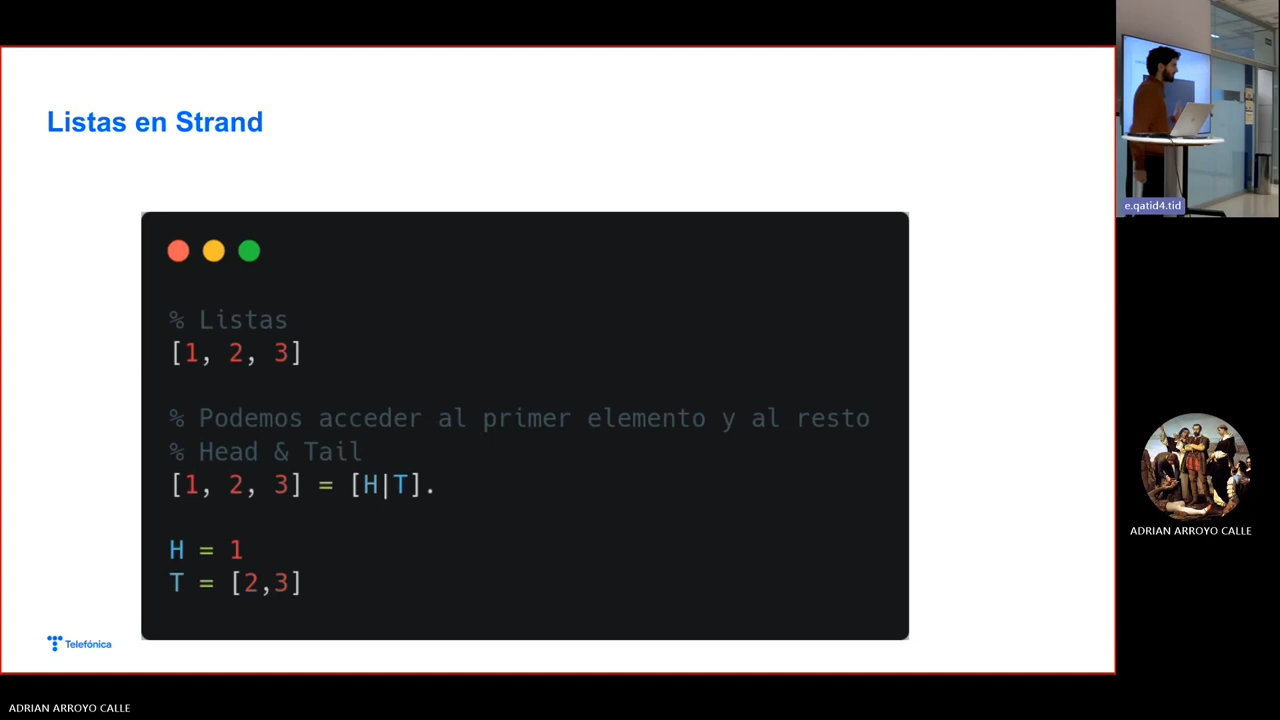 Listas en Strand
% Listas
[1, 2, 3]
% Podemos acceder al primer elemento y al resto
% Head & Tail
[1, 2, 3] = [H|T].
H = 1
T = [2,3]
Telefónica
e.qatid4.tid
ADRIAN ARROYO CALLE
ADRIAN ARROYO CALLE